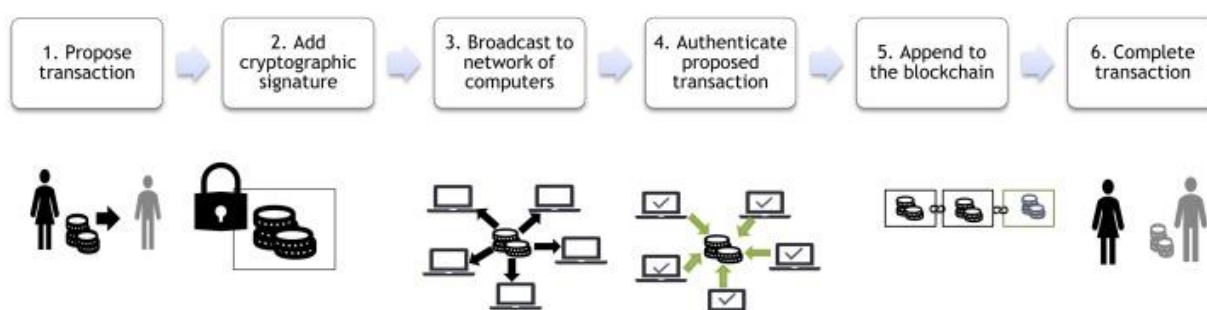 1. Propose
transaction
2. Add
cryptographic
signature
3. Broadcast to
network of
computers
4. Authenticate
proposed
transaction
5. Append to
the blockchain
6. Complete
transaction